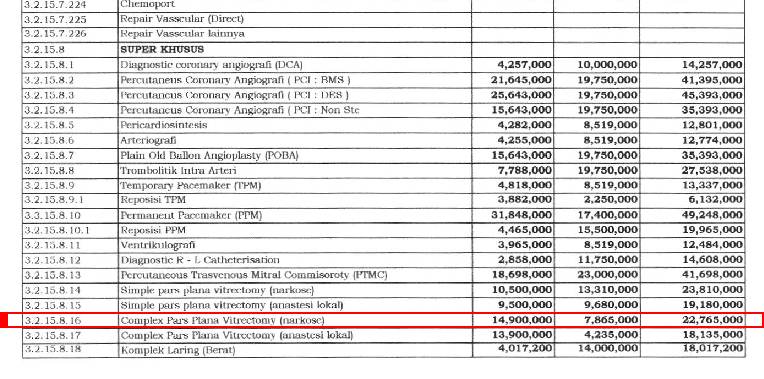 3.2.15.7.224 Chemoport
3.2.15.7.225 Repair Vasscular (Direct)
3.2.15.7.226 Repair Vasscular lainnya
3.2.15.8 SUPER KHUSUS
3.2.15.8.1 Diagnostic coronary angiografi (DCA) 4,257,000 10,000,000 14,257,000
3.2.15.8.2 Percutaneus Coronary Angiografi ( PCI : BMS ) 21,645,000 19,750,000 41,395,000
3.2.15.8.3 Percutaneus Coronary Angiografi ( PCI : DES ) 25,643,000 19,750,000 45,393,000
3.2.15.8.4 Percutaneus Coronary Angiografi ( PCI : Non Ste 15,643,000 19,750,000 35,393,000
3.2.15.8.5 Pericardiosintesis 4,282,000 8,519,000 12,801,000
3.2.15.8.6 Arteriografi 4,255,000 8,519,000 12,774,000
3.2.15.8.7 Plain Old Ballon Angioplasty (POBA) 15,643,000 19,750,000 35,393,000
3.2.15.8.8 Trombolitik Intra Arteri 7,788,000 19,750,000 27,538,000
3.2.15.8.9 Temporary Pacemaker (TPM) 4,818,000 8,519,000 13,337,000
3.2.15.8.9.1 Reposisi TPM 3,882,000 2,250,000 6,132,000
3.3.15.8.10 Permanent Pacemaker (PPM) 31,848,000 17,400,000 49,248,000
3.2.15.8.10.1 Reposisi PPM 4,465,000 15,500,000 19,965,000
3.2.15.8.11 Ventrikulografi 3,965,000 8,519,000 12,484,000
3.2.15.8.12 Diagnostic R - L Catheterisation 2,858,000 11,750,000 14,608,000
3.2.15.8.13 Percutaneous Trasvenous Mitral Commisoroty (PTMC) 18,698,000 23,000,000 41,698,000
3.2.15.8.14 Simple pars plana vitrectomy (narkose) 10,500,000 13,310,000 23,810,000
3.2.15.8.15 Simple pars plana vitrectomy (anastesi lokal) 9,500,000 9,680,000 19,180,000
3.2.15.8.16 Complex Pars Plana Vitrectomy (narkose) 14,900,000 7,865,000 22,765,000
3.2.15.8.17 Complex Pars Plana Vitrectomy (anastesi lokal) 13,900,000 4,235,000 18,135,000
3.2.15.8.18 Komplek Laring (Berat) 4,017,200 14,000,000 18,017,200